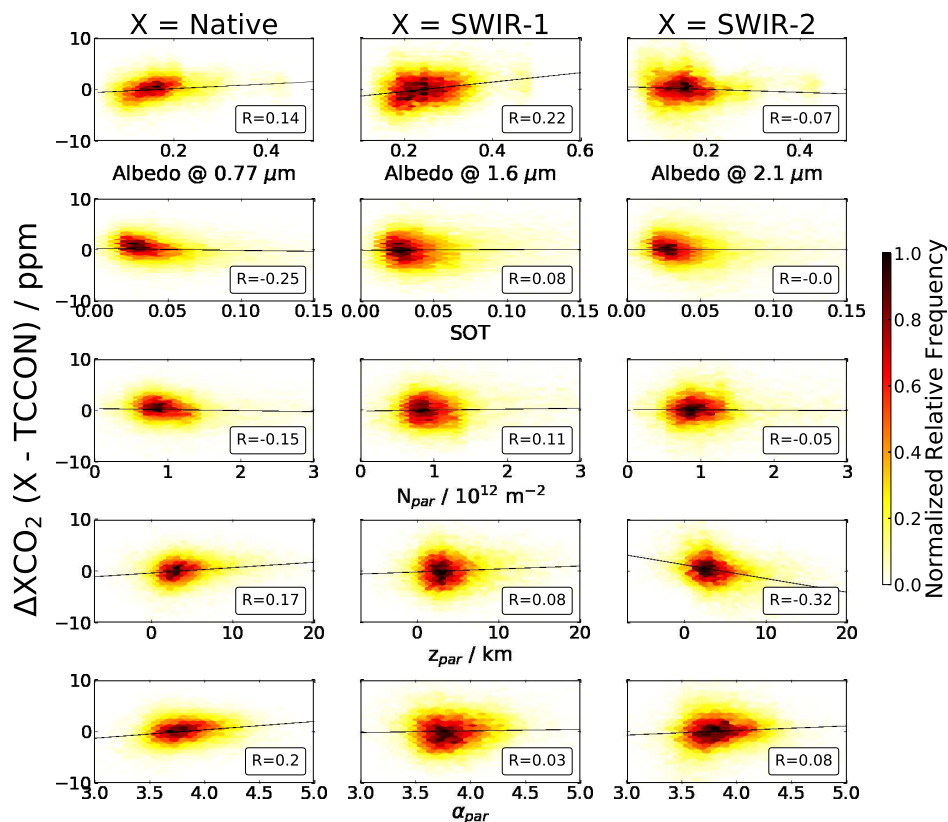 X = Native X = SWIR-1 X = SWIR-2
10
0
−10
R=0.14 R=0.22 R=-0.07
0.2 0.4 0.2 0.4 0.6 0.2 0.4
Albedo @ 0.77 μm Albedo @ 1.6 μm Albedo @ 2.1 μm
10
0
−10
R=-0.25 R=0.08 R=-0.0
0.00 0.05 0.10 0.15 0.00 0.05 0.10 0.15 0.00 0.05 0.10 0.15
SOT
10
0
−10
R=-0.15 R=0.11 R=-0.05
0 1 2 3 0 1 2 3 0 1 2 3
N_par / 10^12 m^−2
10
0
−10
R=0.17 R=0.08 R=-0.32
0 10 20 0 10 20 0 10 20
z_par / km
10
0
−10
R=0.2 R=0.03 R=0.08
3.0 3.5 4.0 4.5 5.0 3.0 3.5 4.0 4.5 5.0 3.0 3.5 4.0 4.5 5.0
α_par
ΔXCO₂ (X - TCCON) / ppm
1.0
0.8
0.6
0.4
0.2
0.0
Normalized Relative Frequency